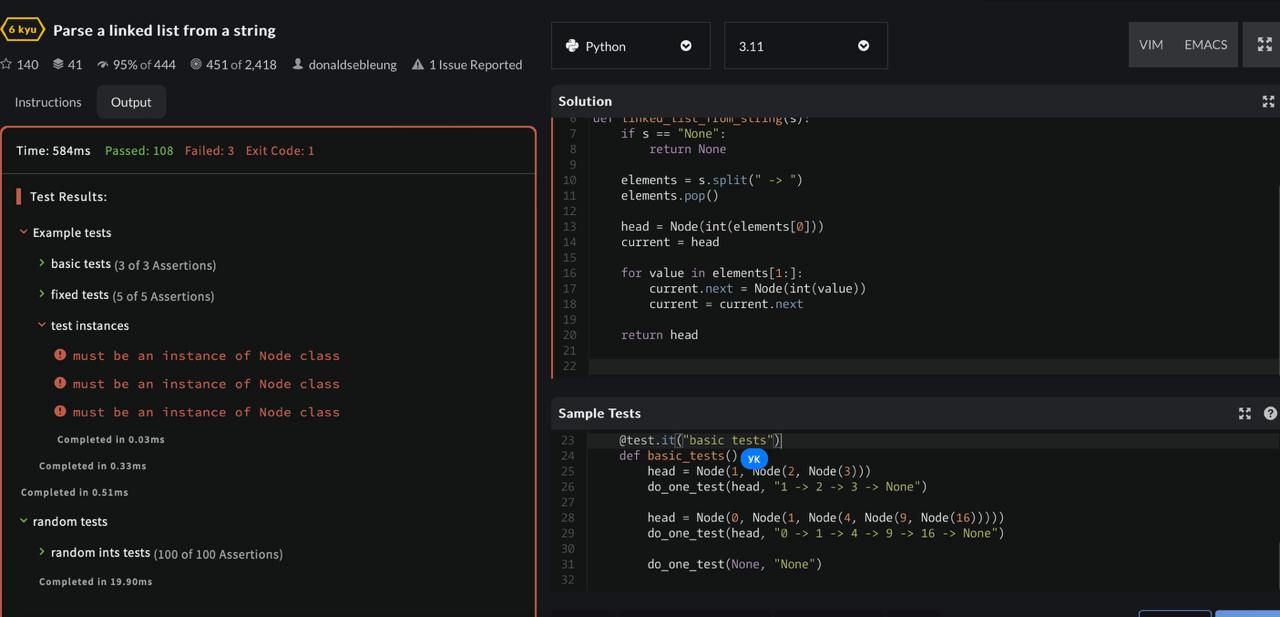 6 kyu Parse a linked list from a string
140 41 95% of 444 451 of 2,418 donaldsebleung 1 Issue Reported
Instructions Output
Time: 584ms Passed: 108 Failed: 3 Exit Code: 1
Test Results:
Example tests
basic tests (3 of 3 Assertions)
fixed tests (5 of 5 Assertions)
test instances
must be an instance of Node class
must be an instance of Node class
must be an instance of Node class
Completed in 0.03ms
Completed in 0.33ms
Completed in 0.51ms
random tests
random ints tests (100 of 100 Assertions)
Completed in 19.90ms
Python 3.11 VIM EMACS
Solution
6 def linked_list_from_string(s):
7 if s == "None":
8 return None
9
10 elements = s.split(" -> ")
11 elements.pop()
12
13 head = Node(int(elements[0]))
14 current = head
15
16 for value in elements[1:]:
17 current.next = Node(int(value))
18 current = current.next
19
20 return head
21
22
Sample Tests
23 @test.it("basic tests")
24 def basic_tests()
УК
25 head = Node(1, Node(2, Node(3)))
26 do_one_test(head, "1 -> 2 -> 3 -> None")
27
28 head = Node(0, Node(1, Node(4, Node(9, Node(16)))))
29 do_one_test(head, "0 -> 1 -> 4 -> 9 -> 16 -> None")
30
31 do_one_test(None, "None")
32